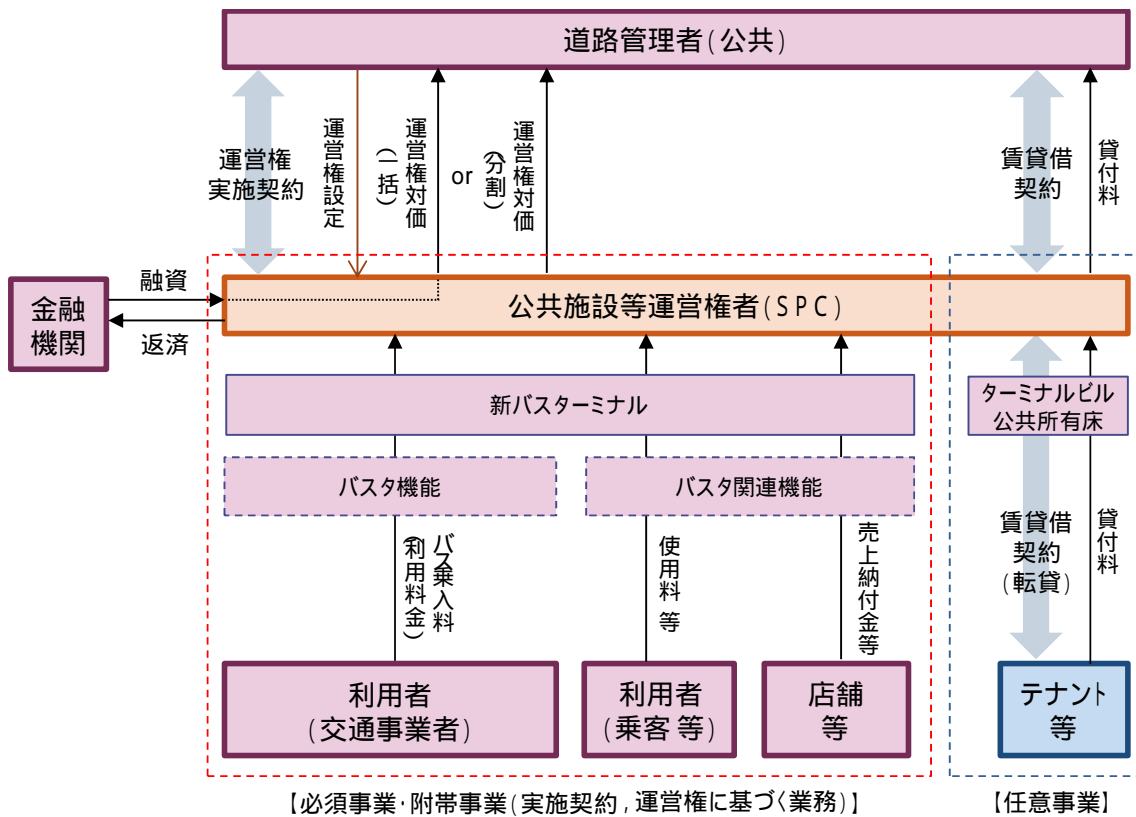 道路管理者(公共)
運営権
実施契約
運営権設定
運営権対価
(一括)
or
運営権対価
(分割)
賃貸借
契約
貸付料
金融
機関
融資
返済
公共施設等運営権者(SPC)
新バスターミナル
ターミナルビル
公共所有床
バスタ機能
バスタ関連機能
バス乗入料
(利用料金)
使用料 等
売上納付金等
賃貸借
契約
(転貸)
貸付料
利用者
(交通事業者)
利用者
(乗客 等)
店舗
等
テナント
等
【必須事業・附帯事業(実施契約,運営権に基づく業務)】
【任意事業】